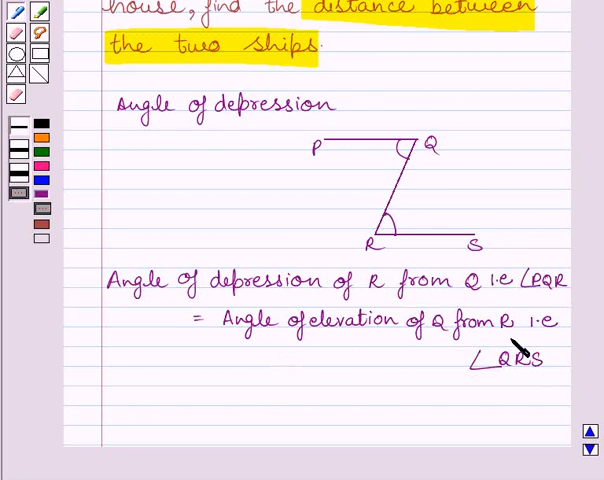 house, find the distance between
the two ships.
Angle of depression
P Q
R S
Angle of depression of R from Q i.e ∠PQR
= Angle of elevation of Q from R i.e
∠QRS